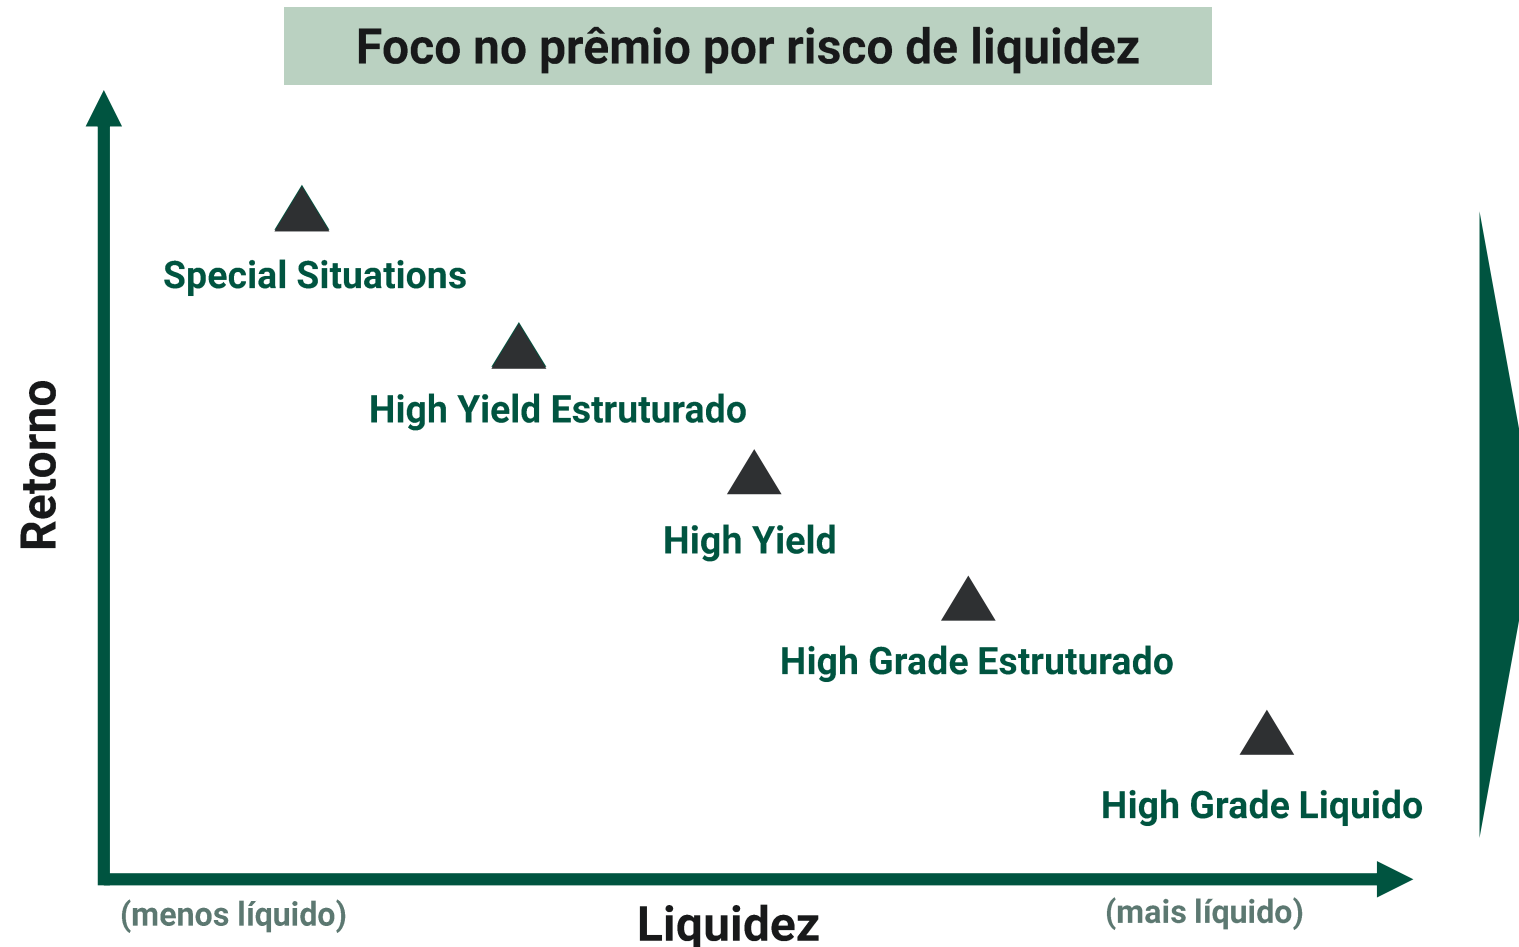 Foco no prêmio por risco de liquidez
Retorno
Special Situations
High Yield Estruturado
High Yield
High Grade Estruturado
High Grade Liquido
(menos líquido)
Liquidez
(mais líquido)